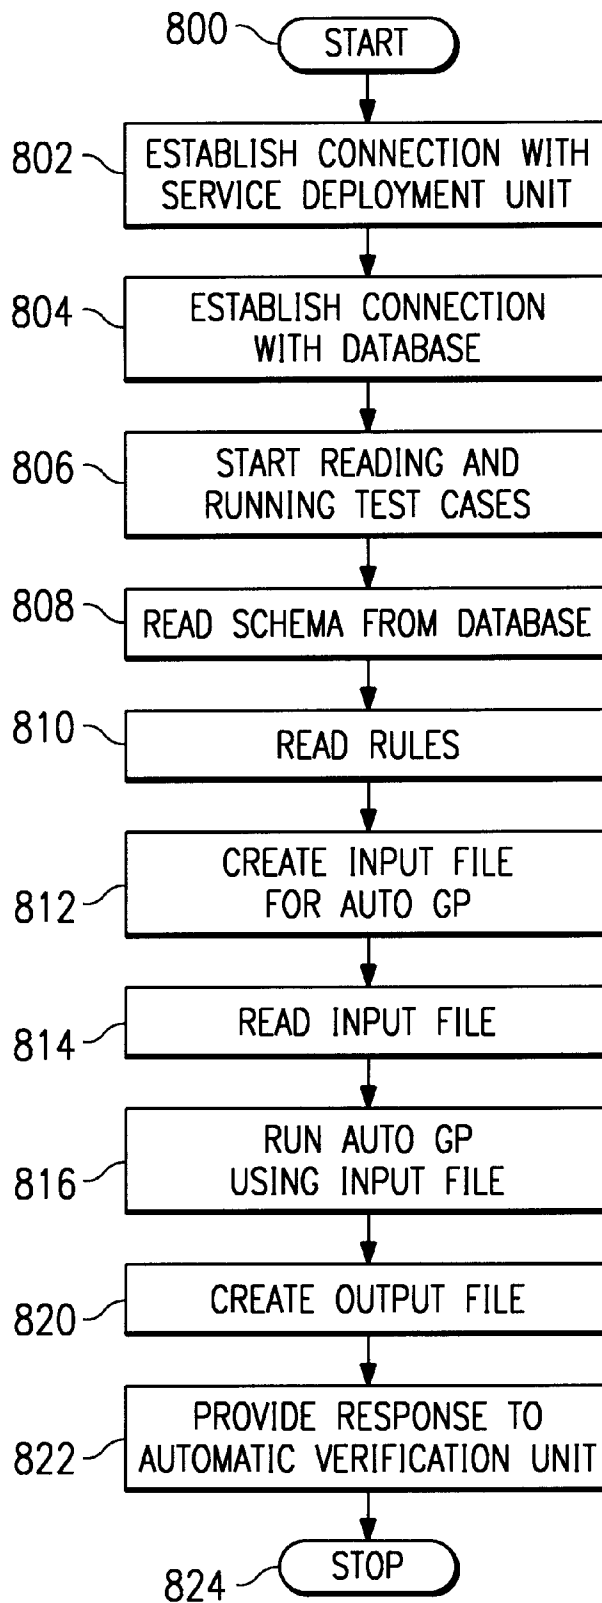 800 START
802 ESTABLISH CONNECTION WITH
SERVICE DEPLOYMENT UNIT
804 ESTABLISH CONNECTION
WITH DATABASE
806 START READING AND
RUNNING TEST CASES
808 READ SCHEMA FROM DATABASE
810 READ RULES
CREATE INPUT FILE
812 FOR AUTO GP
814 READ INPUT FILE
RUN AUTO GP
816 USING INPUT FILE
820 CREATE OUTPUT FILE
PROVIDE RESPONSE TO
822 AUTOMATIC VERIFICATION UNIT
824 STOP